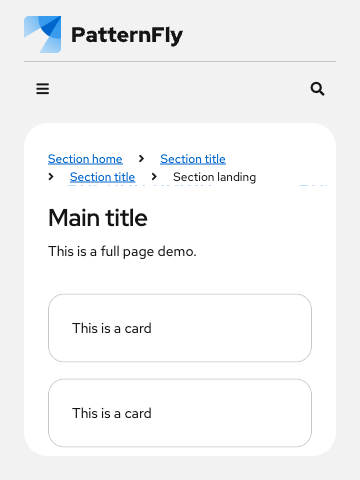 PatternFly
Section home Section title
Section title Section landing
Main title
This is a full page demo.
This is a card
This is a card